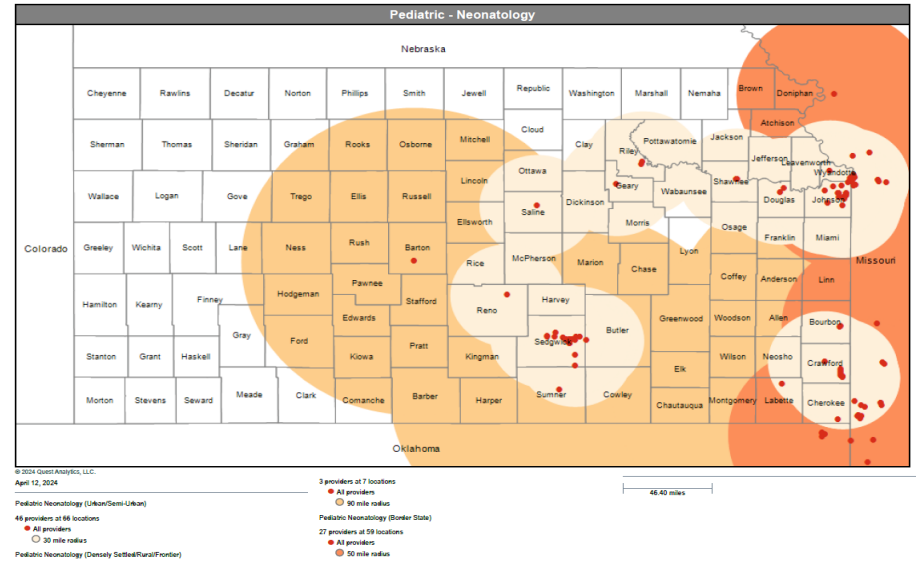 Pediatric - Neonatology
Nebraska
Cheyenne Rawlins Decatur Norton Phillips Smith Jewell Republic Washington Marshall Nemaha Brown Doniphan
Atchison
Sherman Thomas Sheridan Graham Rooks Osborne Mitchell Cloud Clay Riley Pottawatomie Jackson Jefferson Leavenworth
Wyandotte
Wallace Logan Gove Trego Ellis Russell Lincoln Ottawa Geary Wabaunsee Shawnee Douglas Johnson
Saline Dickinson
Ellsworth Morris Osage Franklin Miami
Colorado Greeley Wichita Scott Lane Ness Rush Barton Rice McPherson Marion Chase Lyon Missouri
Pawnee Coffey Anderson Linn
Hamilton Kearny Finney Hodgeman Stafford Reno Harvey
Edwards Greenwood Woodson Allen Bourbon
Gray Ford Sedgwick Butler
Stanton Grant Haskell Kiowa Pratt Kingman Elk Wilson Neosho Crawford
Morton Stevens Seward Meade Clark Comanche Barber Harper Sumner Cowley Chautauqua Montgomery Labette Cherokee
Oklahoma
© 2024 Quest Analytics, LLC.
April 12, 2024
Pediatric Neonatology (Urban/Semi-Urban)
46 providers at 66 locations
All providers
30 mile radius
Pediatric Neonatology (Densely Settled/Rural/Frontier)
3 providers at 7 locations
All providers
90 mile radius
Pediatric Neonatology (Border State)
27 providers at 59 locations
All providers
50 mile radius
46.40 miles